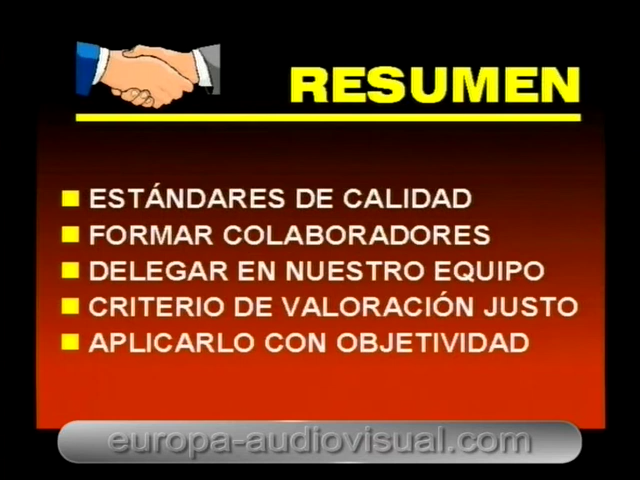 RESUMEN
ESTÁNDARES DE CALIDAD
FORMAR COLABORADORES
DELEGAR EN NUESTRO EQUIPO
CRITERIO DE VALORACIÓN JUSTO
APLICARLO CON OBJETIVIDAD
europa-audiovisual.com